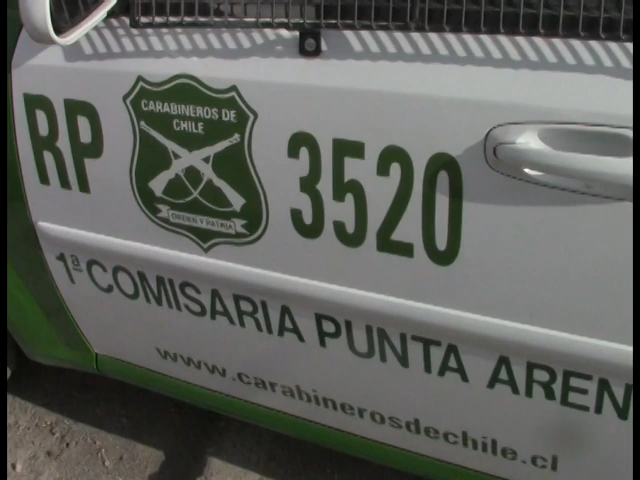 RP
CARABINEROS DE
CHILE
ORDEN Y PATRIA
3520
1ª COMISARIA PUNTA AREN
www.carabinerosdechile.cl